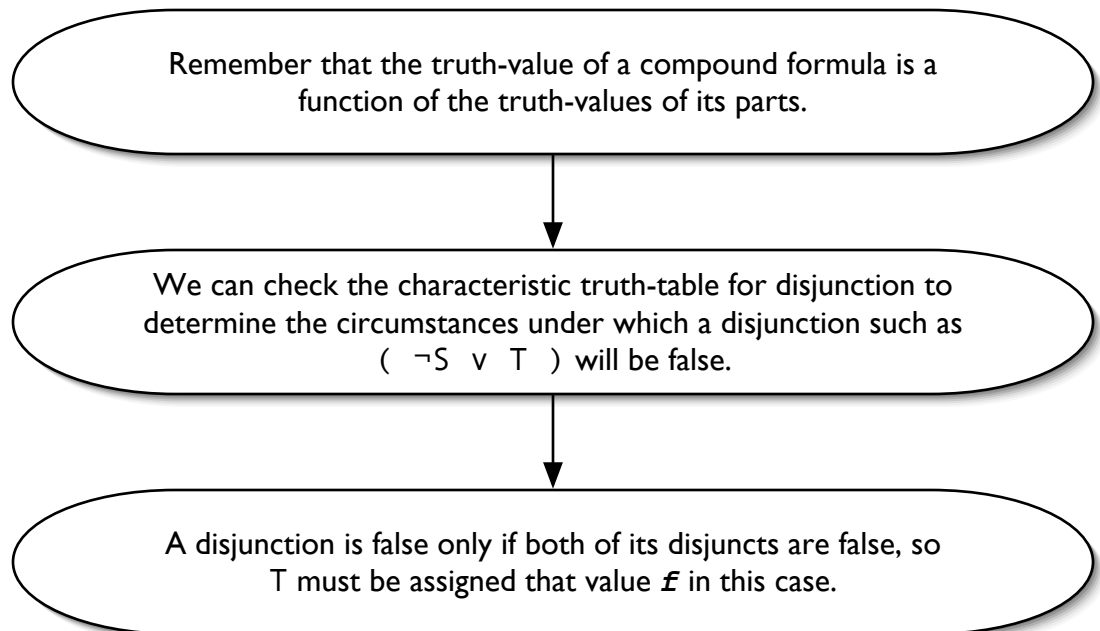 Remember that the truth-value of a compound formula is a
function of the truth-values of its parts.
We can check the characteristic truth-table for disjunction to
determine the circumstances under which a disjunction such as
( ¬S v T ) will be false.
A disjunction is false only if both of its disjuncts are false, so
T must be assigned that value f in this case.